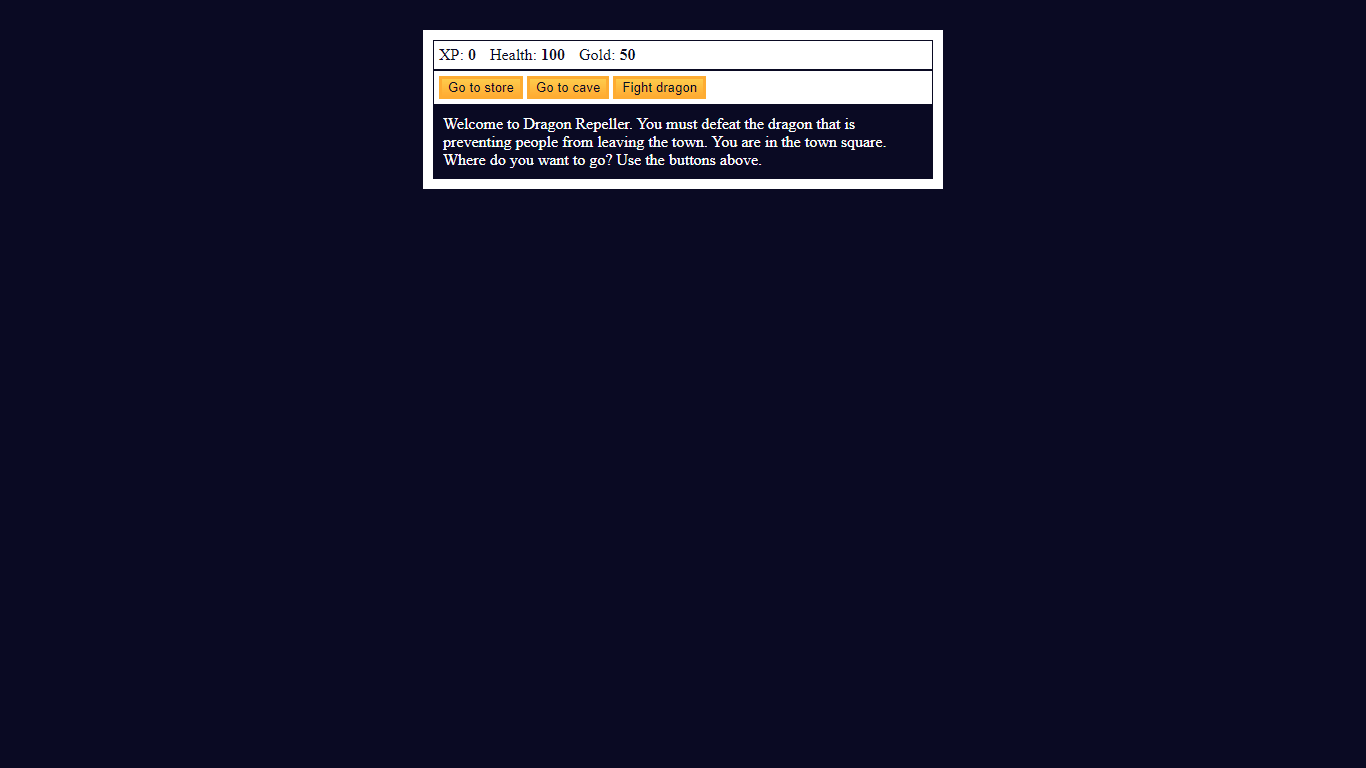 XP: 0 Health: 100 Gold: 50
Go to store Go to cave Fight dragon
Welcome to Dragon Repeller. You must defeat the dragon that is
preventing people from leaving the town. You are in the town square.
Where do you want to go? Use the buttons above.